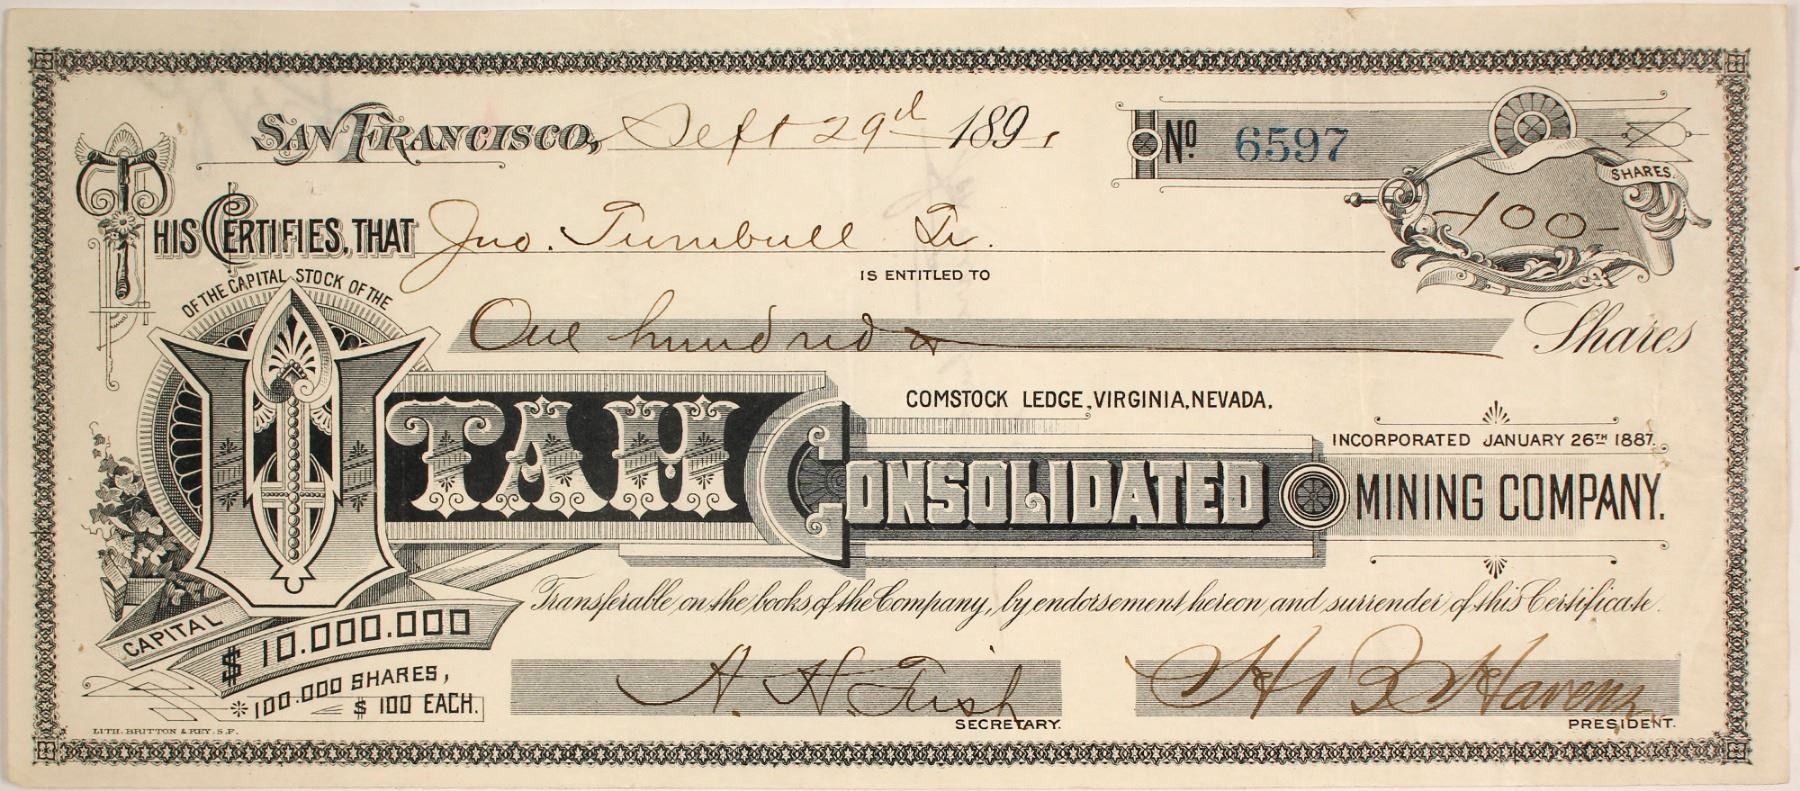 SAN FRANCISCO, Sept 29d 1891
No 6597
SHARES.
100-
THIS CERTIFIES, THAT Jno. Turnbull Tr.
IS ENTITLED TO
One hundred Shares
OF THE CAPITAL STOCK OF THE
COMSTOCK LEDGE, VIRGINIA, NEVADA.
INCORPORATED JANUARY 26TH 1887.
UTAH CONSOLIDATED MINING COMPANY.
Transferable on the books of the Company, by endorsement hereon and surrender of this Certificate.
CAPITAL
$10.000.000
100.000 SHARES,
$100 EACH.
A. H. Fish
SECRETARY.
H B Havens
PRESIDENT.
LITH. BRITTON & REY. S.F.